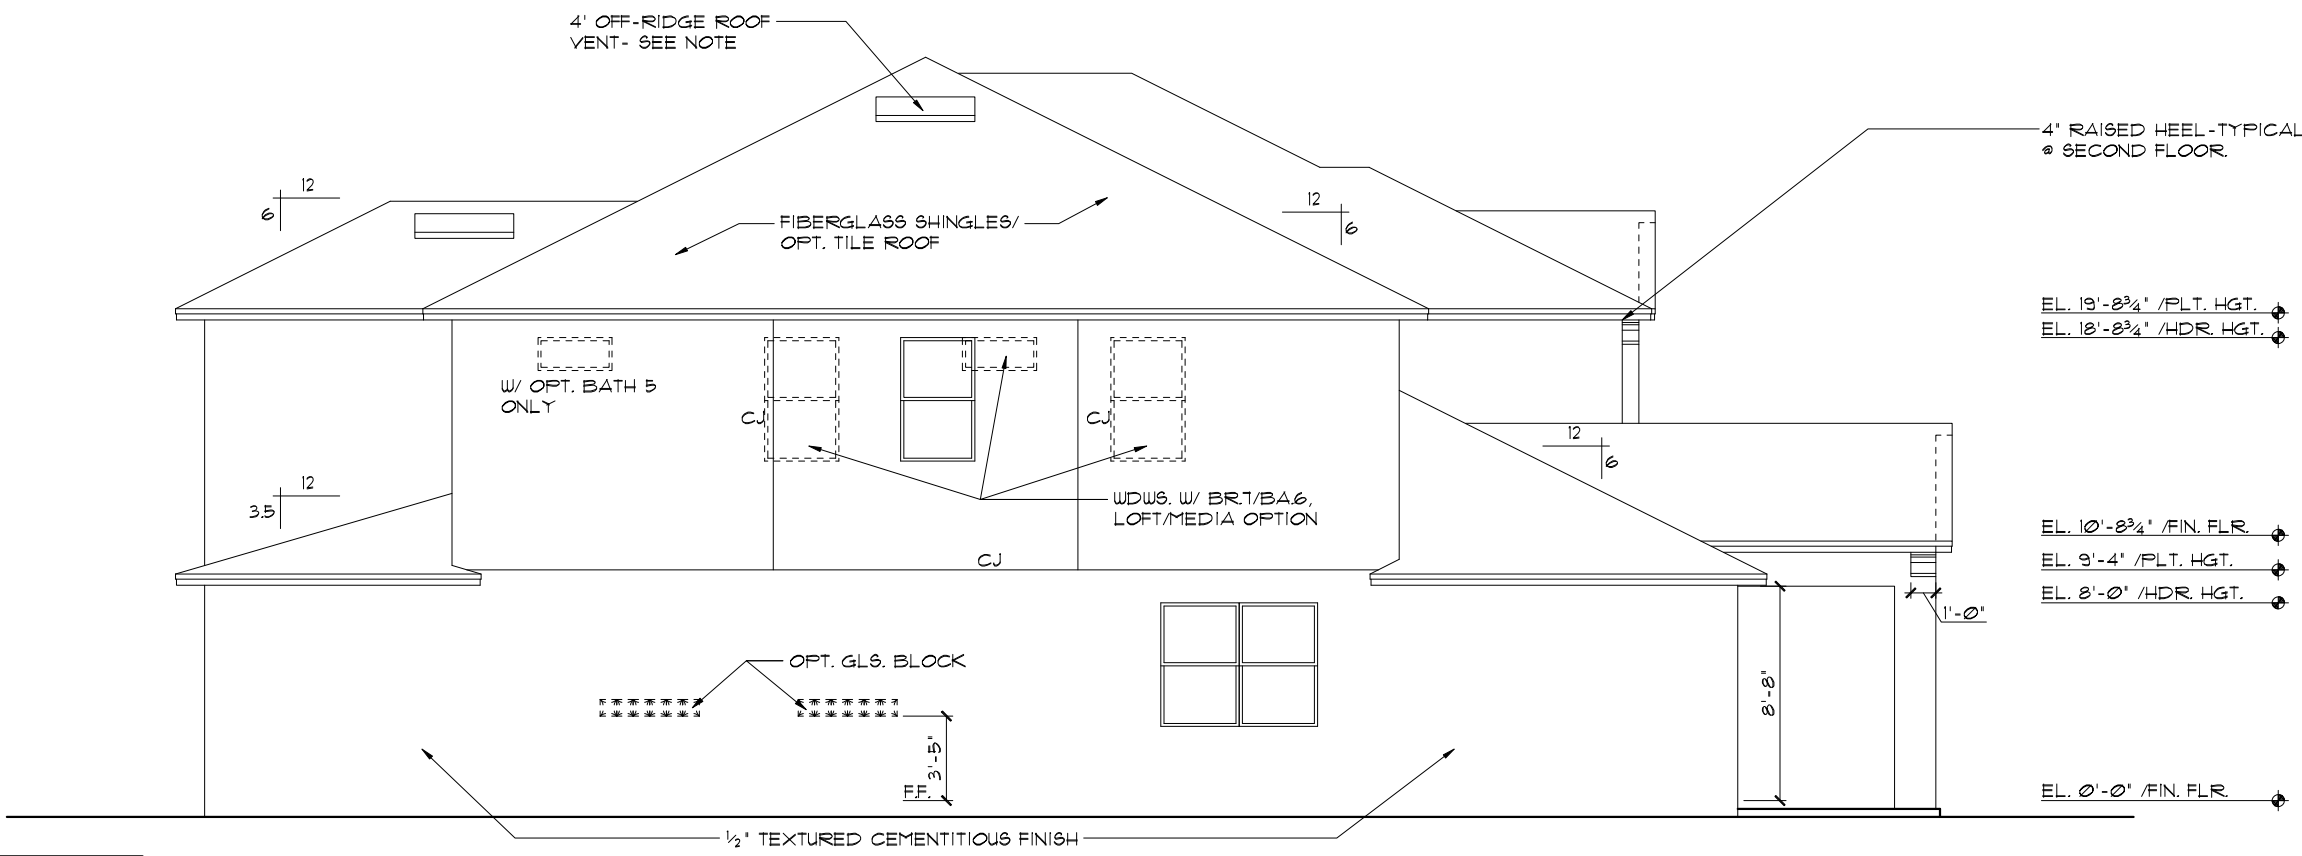 4' OFF-RIDGE ROOF
VENT- SEE NOTE
4" RAISED HEEL-TYPICAL
@ SECOND FLOOR.
12
6
12
6
FIBERGLASS SHINGLES/
OPT. TILE ROOF
EL. 19'-8¾" /PLT. HGT.
EL. 18'-8¾" /HDR. HGT.
W/ OPT. BATH 5
ONLY
CJ
CJ
12
6
12
3.5
WDWS. W/ BR.7/BA.6,
LOFT/MEDIA OPTION
CJ
EL. 10'-8¾" /FIN. FLR.
EL. 9'-4" /PLT. HGT.
EL. 8'-0" /HDR. HGT.
1'-0"
OPT. GLS. BLOCK
8'-8"
3'-5"
F.F.
EL. 0'-0" /FIN. FLR.
½" TEXTURED CEMENTITIOUS FINISH